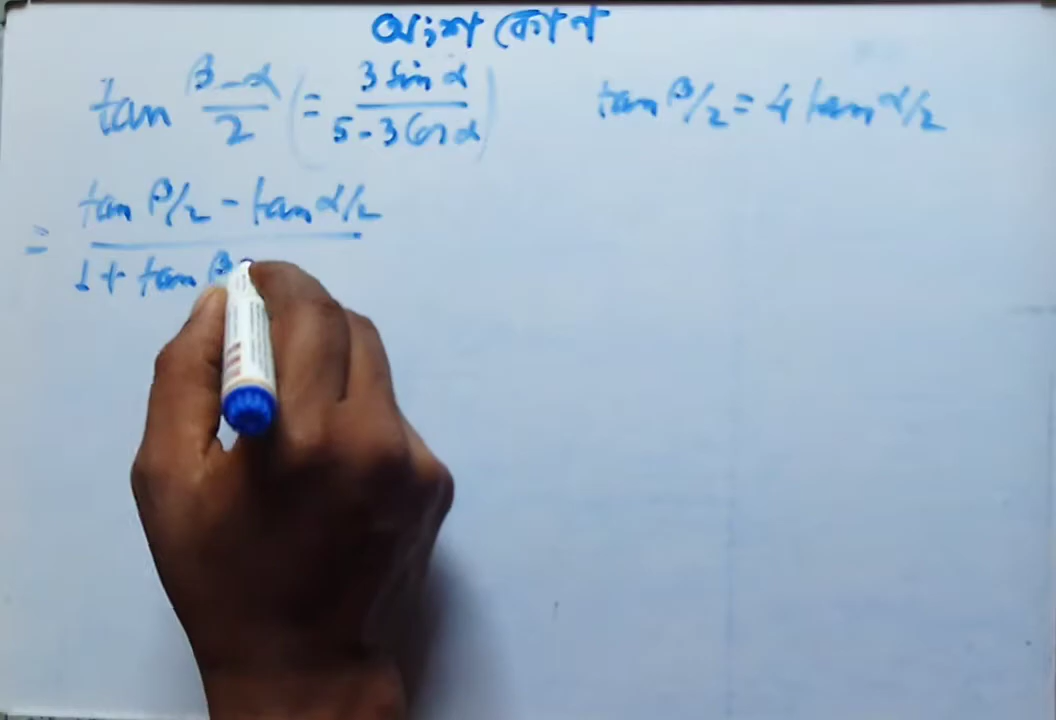 অংশ কোণ
tan (β-α)/2 (= 3 sin α / (5 - 3 Cos α))
tan β/2 = 4 tan α/2
= (tan β/2 - tan α/2) / (1 + tan β